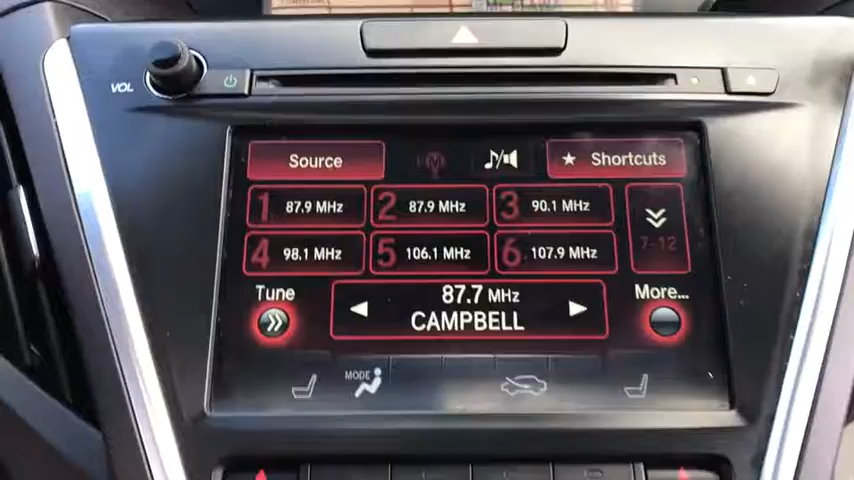 VOL
Source
Shortcuts
1 87.9 MHz
2 87.9 MHz
3 90.1 MHz
4 98.1 MHz
5 106.1 MHz
6 107.9 MHz
7-12
Tune
87.7 MHz
CAMPBELL
More...
MODE